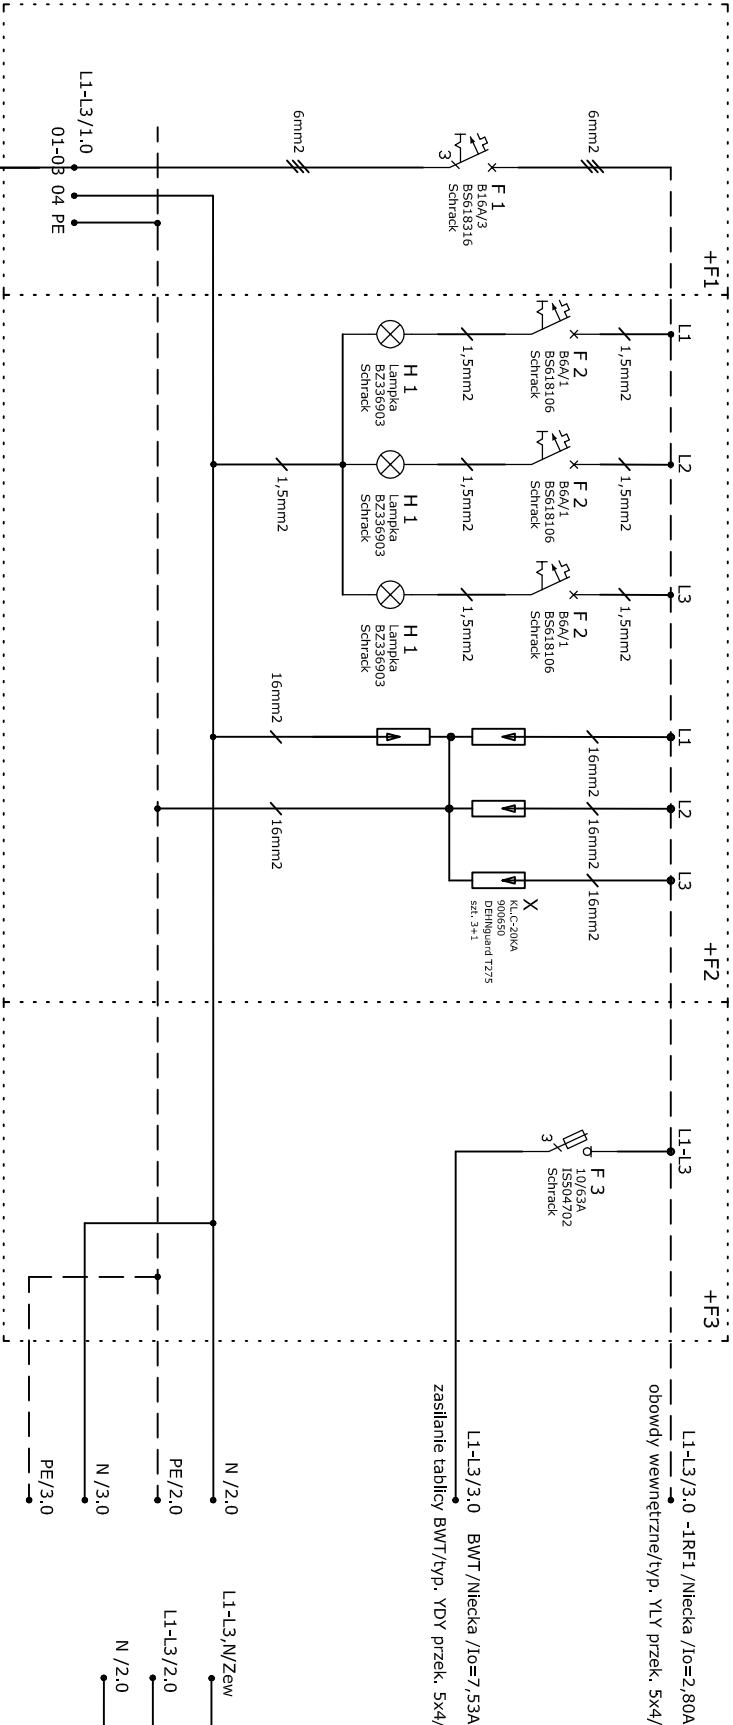 +F1
+F2
+F3
6mm2
6mm2
3
F 1
B16A/3
BS618316
Schrack
L1-L3/1.0
01-03
04
PE
L1
L2
L3
1,5mm2
1,5mm2
1,5mm2
F 2
B6A/1
BS618106
Schrack
F 2
B6A/1
BS618106
Schrack
F 2
B6A/1
BS618106
Schrack
1,5mm2
1,5mm2
1,5mm2
H 1
Lampka
BZ336903
Schrack
H 1
Lampka
BZ336903
Schrack
H 1
Lampka
BZ336903
Schrack
1,5mm2
L1
L2
L3
16mm2
16mm2
16mm2
X
KL.C-20KA
900650
DEHNguard T275
szt. 3+1
16mm2
16mm2
L1-L3
3
F 3
10/63A
IS504702
Schrack
L1-L3/3.0 -1RF1 /Niecka /Io=2,80A
obowdy wewnętrzne/typ. YLY przek. 5x4/
L1-L3/3.0 BWT/Niecka /Io=7,53A
zasilanie tablicy BWT/typ. YDY przek. 5x4/
N /2.0
PE/2.0
N /3.0
PE/3.0
L1-L3,N/Zew
L1-L3/2.0
N /2.0